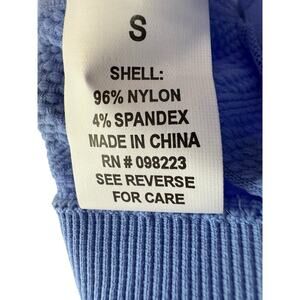 S
SHELL:
96% NYLON
4% SPANDEX
MADE IN CHINA
RN # 098223
SEE REVERSE
FOR CARE